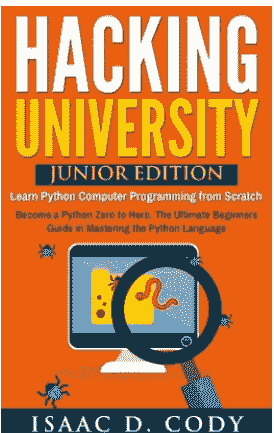 HACKING
UNIVERSITY
JUNIOR EDITION
Learn Python Computer Programming from Scratch
Become a Python Zero to Hero. The Ultimate Beginners
Guide in Mastering the Python Language
ISAAC D. CODY